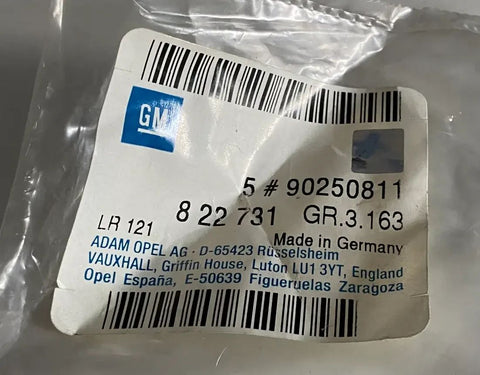 GM
5 # 90250811
LR 121 8 22 731 GR.3.163
Made in Germany
ADAM OPEL AG · D-65423 Rüsselsheim
VAUXHALL, Griffin House, Luton LU1 3YT, England
Opel España, E-50639 Figueruelas Zaragoza